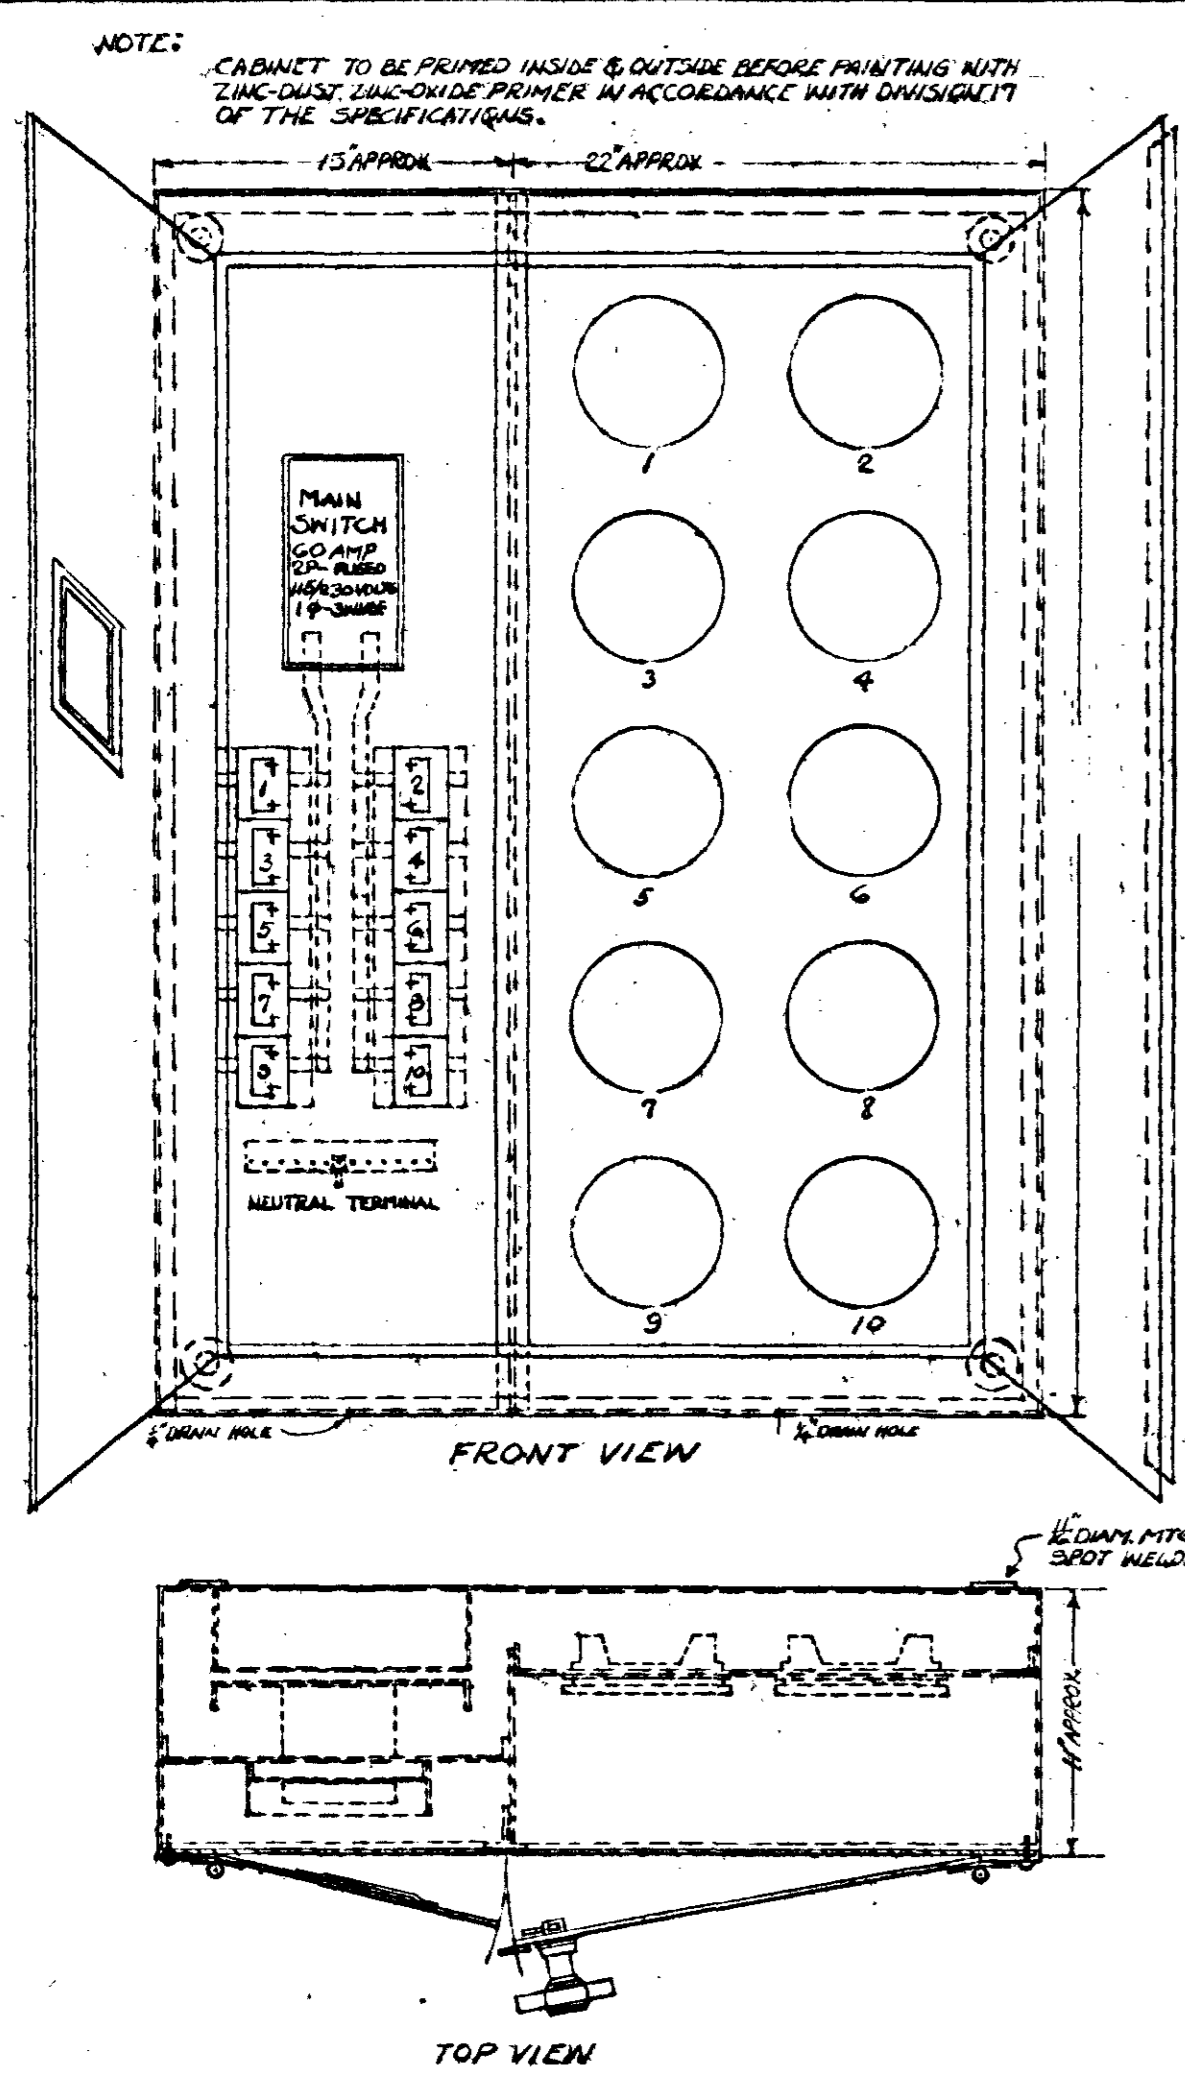 NOTE:
CABINET TO BE PRIMED INSIDE & OUTSIDE BEFORE PAINTING WITH
ZINC-DUST, ZINC-OXIDE PRIMER IN ACCORDANCE WITH DIVISION 17
OF THE SPECIFICATIONS.
15" APPROX
22" APPROX
1
2
MAIN
SWITCH
60 AMP
2P-FUSED
115/230 VOLTS
1φ-3WIRE
3
4
5
6
7
8
9
10
1
2
3
4
5
6
7
8
9
10
NEUTRAL TERMINAL
1/4" DRAIN HOLE
1/4" DRAIN HOLE
FRONT VIEW
DIAM. MTG
SPOT WELD
11" APPROX
TOP VIEW